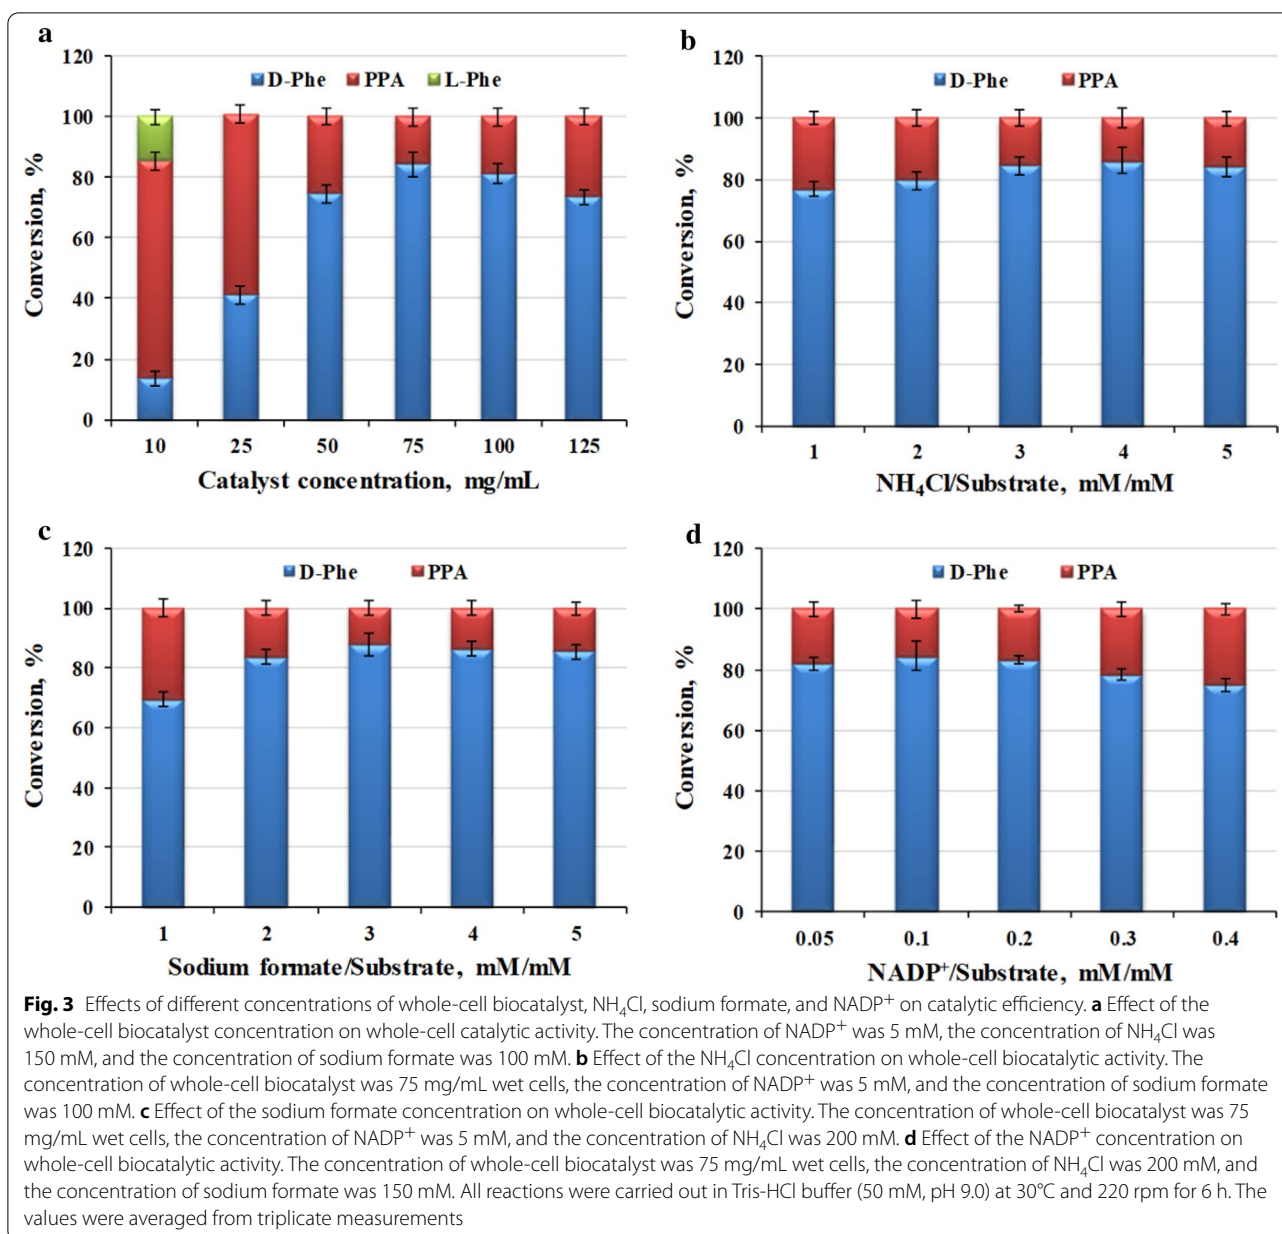 a
120
100
80
60
40
20
0
Conversion, %
D-Phe PPA L-Phe
10 25 50 75 100 125
Catalyst concentration, mg/mL
b
120
100
80
60
40
20
0
Conversion, %
D-Phe PPA
1 2 3 4 5
NH₄Cl/Substrate, mM/mM
c
120
100
80
60
40
20
0
Conversion, %
D-Phe PPA
1 2 3 4 5
Sodium formate/Substrate, mM/mM
d
120
100
80
60
40
20
0
Conversion, %
D-Phe PPA
0.05 0.1 0.2 0.3 0.4
NADP⁺/Substrate, mM/mM
Fig. 3 Effects of different concentrations of whole-cell biocatalyst, NH₄Cl, sodium formate, and NADP⁺ on catalytic efficiency. a Effect of the
whole-cell biocatalyst concentration on whole-cell catalytic activity. The concentration of NADP⁺ was 5 mM, the concentration of NH₄Cl was
150 mM, and the concentration of sodium formate was 100 mM. b Effect of the NH₄Cl concentration on whole-cell biocatalytic activity. The
concentration of whole-cell biocatalyst was 75 mg/mL wet cells, the concentration of NADP⁺ was 5 mM, and the concentration of sodium formate
was 100 mM. c Effect of the sodium formate concentration on whole-cell biocatalytic activity. The concentration of whole-cell biocatalyst was 75
mg/mL wet cells, the concentration of NADP⁺ was 5 mM, and the concentration of NH₄Cl was 200 mM. d Effect of the NADP⁺ concentration on
whole-cell biocatalytic activity. The concentration of whole-cell biocatalyst was 75 mg/mL wet cells, the concentration of NH₄Cl was 200 mM, and
the concentration of sodium formate was 150 mM. All reactions were carried out in Tris-HCl buffer (50 mM, pH 9.0) at 30°C and 220 rpm for 6 h. The
values were averaged from triplicate measurements